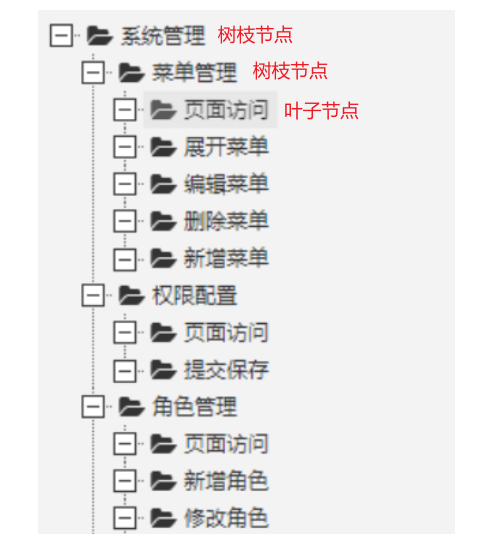 系统管理 树枝节点
菜单管理 树枝节点
页面访问 叶子节点
展开菜单
编辑菜单
删除菜单
新增菜单
权限配置
页面访问
提交保存
角色管理
页面访问
新增角色
修改角色